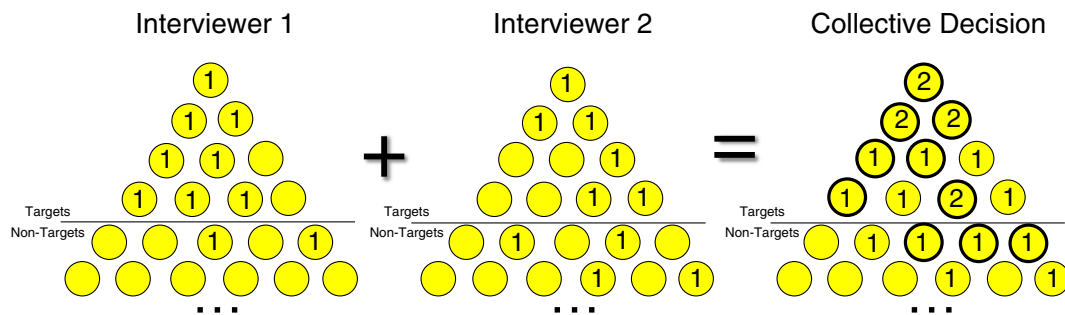 Interviewer 1 Interviewer 2 Collective Decision
1 1 2
1 1 1 1 2 2
1 1 1 1 1 1
1 1 1 1 1 1 1 2 1
Targets Targets Targets
Non-Targets Non-Targets Non-Targets
1 1 1 1 1 1 1 1
1 1 1 1
...  ...  ...
+ =